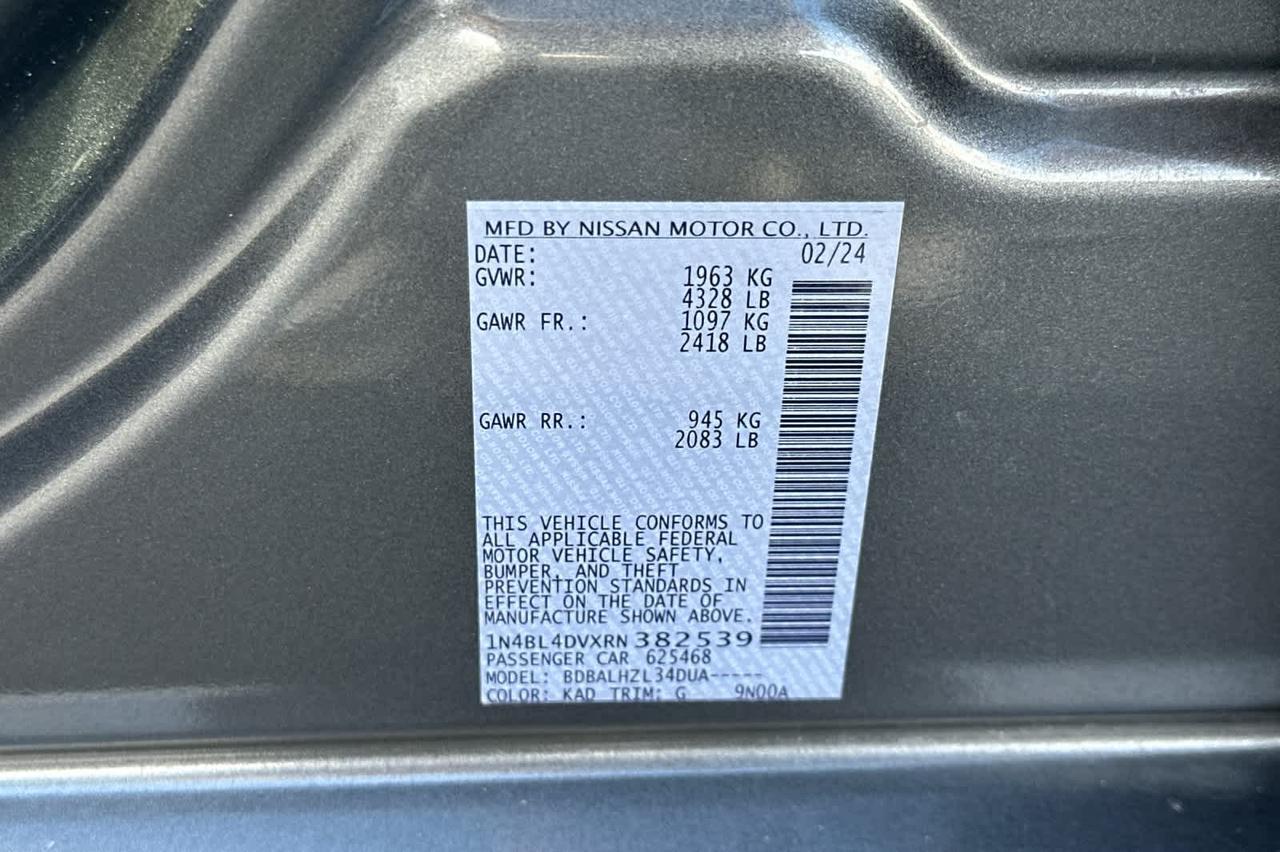 MFD BY NISSAN MOTOR CO., LTD.
DATE: 02/24
GVWR: 1963 KG
4328 LB
GAWR FR.: 1097 KG
2418 LB
GAWR RR.: 945 KG
2083 LB
THIS VEHICLE CONFORMS TO
ALL APPLICABLE FEDERAL
MOTOR VEHICLE SAFETY,
BUMPER, AND THEFT
PREVENTION STANDARDS IN
EFFECT ON THE DATE OF
MANUFACTURE SHOWN ABOVE.
1N4BL4DVXRN382539
PASSENGER CAR 625468
MODEL: BDBALHZL34DUA-----
COLOR: KAD TRIM: G 9N00A